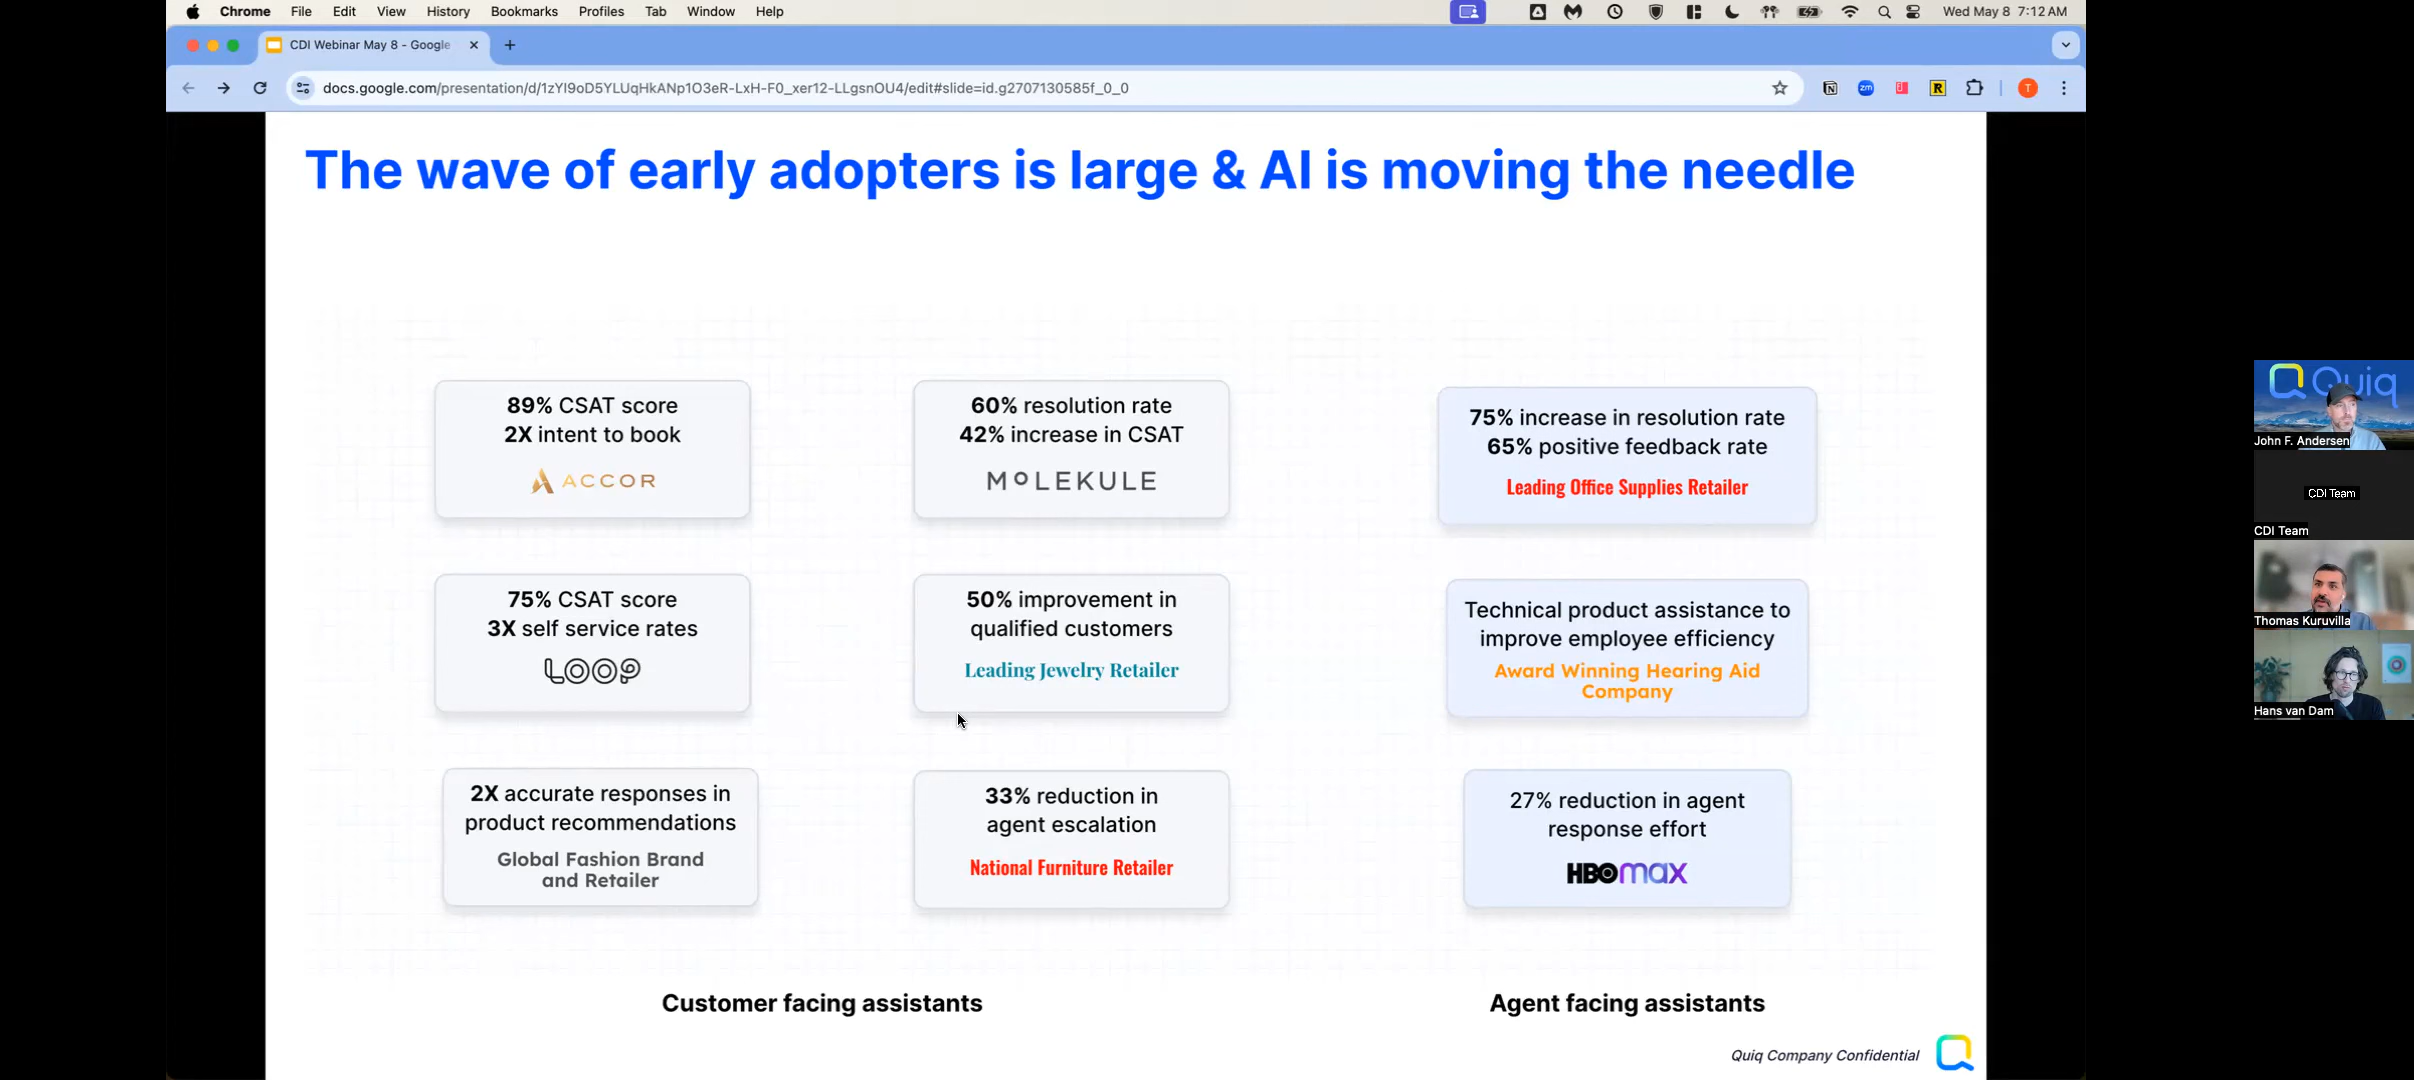 Chrome File Edit View History Bookmarks Profiles Tab Window Help
Wed May 8 7:12 AM
CDI Webinar May 8 - Google
docs.google.com/presentation/d/1zYI9oD5YLUqHkANp1O3eR-LxH-F0_xer12-LLgsnOU4/edit#slide=id.g2707130585f_0_0
zm
R
T
The wave of early adopters is large & AI is moving the needle
89% CSAT score
2X intent to book
ACCOR
60% resolution rate
42% increase in CSAT
MOLEKULE
75% increase in resolution rate
65% positive feedback rate
Leading Office Supplies Retailer
75% CSAT score
3X self service rates
LOOP
50% improvement in
qualified customers
Leading Jewelry Retailer
Technical product assistance to
improve employee efficiency
Award Winning Hearing Aid
Company
2X accurate responses in
product recommendations
Global Fashion Brand
and Retailer
33% reduction in
agent escalation
National Furniture Retailer
27% reduction in agent
response effort
HBOmax
Customer facing assistants
Agent facing assistants
Quiq Company Confidential
Quiq
John F. Andersen
CDI Team
CDI Team
Thomas Kuruvilla
Hans van Dam